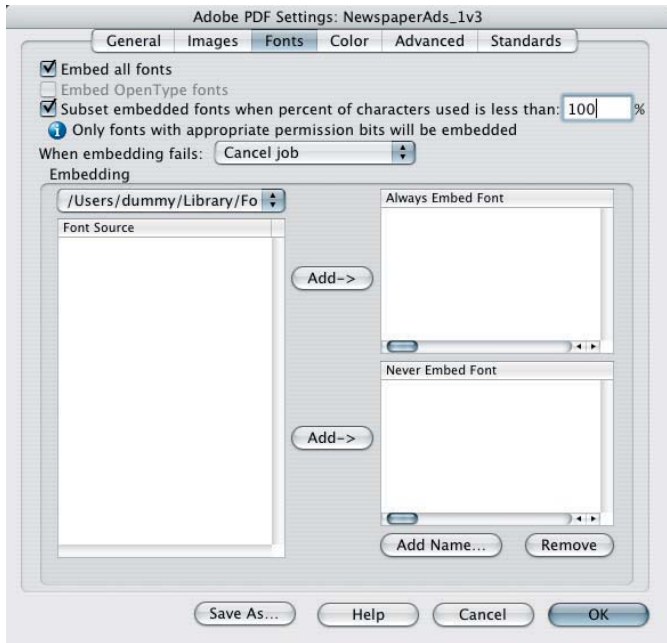 Adobe PDF Settings: NewspaperAds_1v3
General Images Fonts Color Advanced Standards
Embed all fonts
Embed OpenType fonts
Subset embedded fonts when percent of characters used is less than: 100 %
Only fonts with appropriate permission bits will be embedded
When embedding fails: Cancel job
Embedding
/Users/dummy/Library/Fo
Font Source
Add->
Always Embed Font
Add->
Never Embed Font
Add Name... Remove
Save As... Help Cancel OK